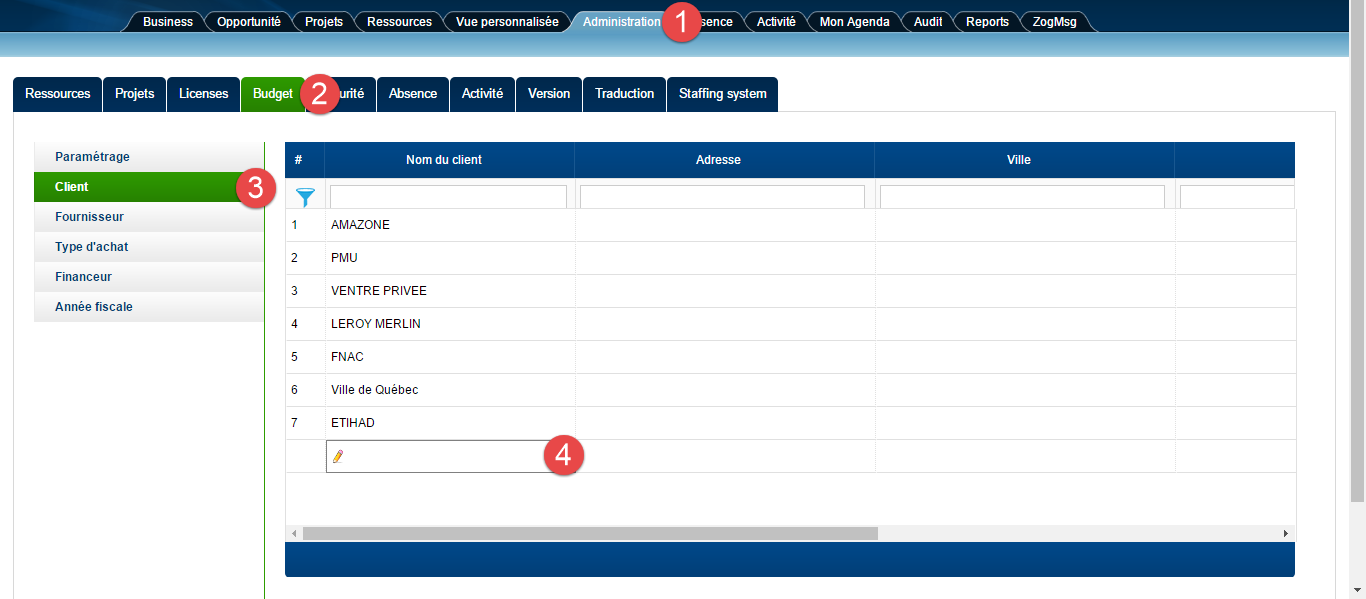 Business Opportunité Projets Ressources Vue personnalisée Administration 1 sence Activité Mon Agenda Audit Reports ZogMsg
Ressources Projets Licenses Budget 2 urité Absence Activité Version Traduction Staffing system
Paramétrage
Client 3
Fournisseur
Type d'achat
Financeur
Année fiscale
# Nom du client Adresse Ville
1 AMAZONE
2 PMU
3 VENTRE PRIVEE
4 LEROY MERLIN
5 FNAC
6 Ville de Québec
7 ETIHAD
4